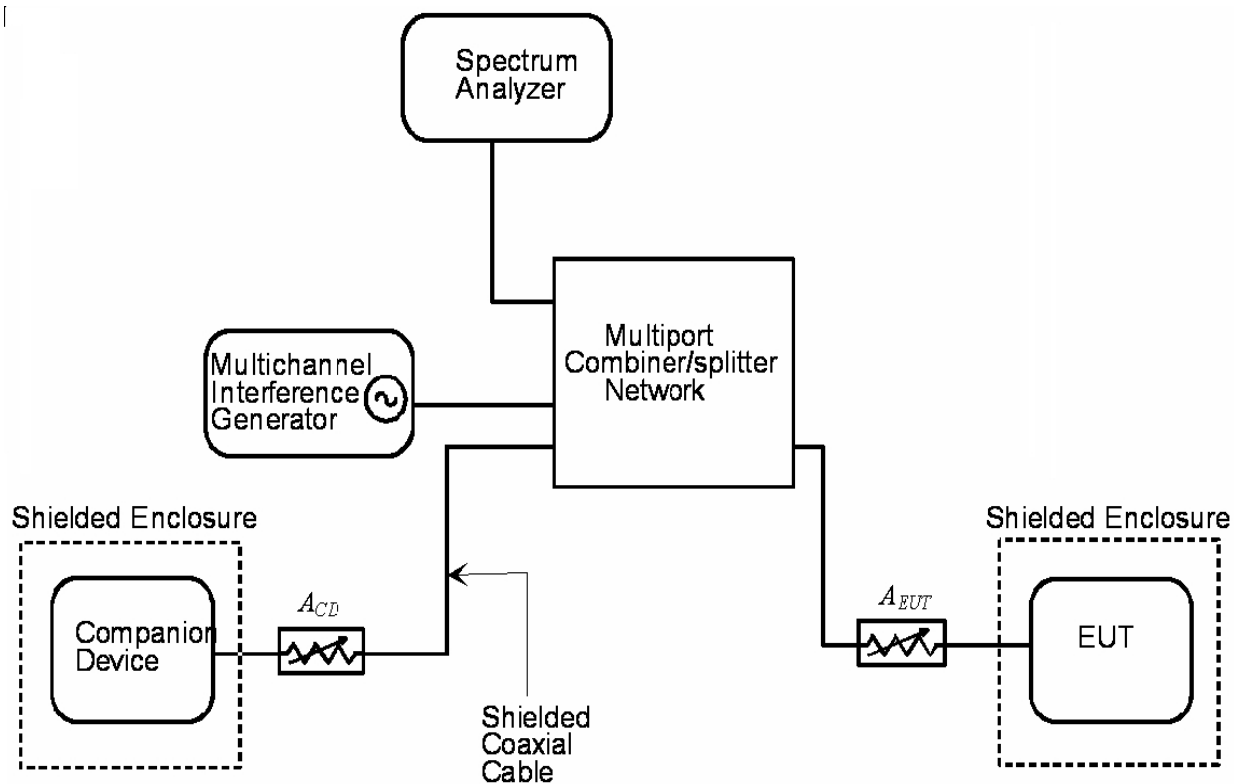 Spectrum
Analyzer
Multiport
Combiner/splitter
Network
Multichannel
Interference
Generator
Shielded Enclosure
Shielded Enclosure
A_CD
A_EUT
Companion
Device
EUT
Shielded
Coaxial
Cable